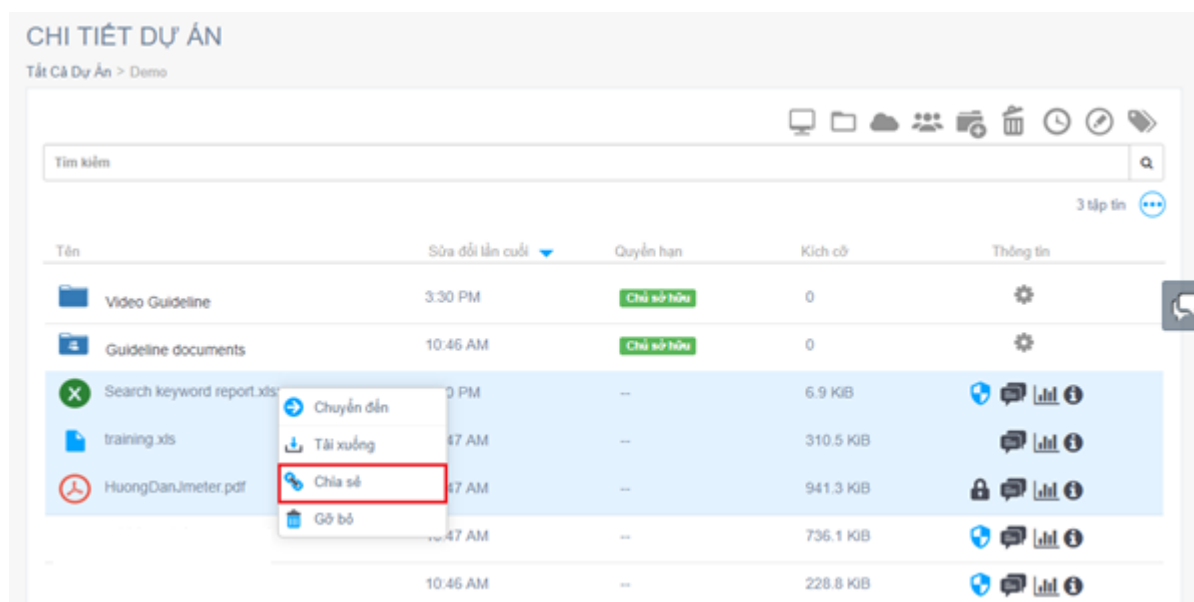 CHI TIẾT DỰ ÁN
Tất Cả Dự Án > Demo
Tìm kiếm
3 tập tin
Tên Sửa đổi lần cuối Quyền hạn Kích cỡ Thông tin
Video Guideline 3:30 PM Chủ sở hữu 0
Guideline documents 10:46 AM Chủ sở hữu 0
Search keyword report.xls PM -- 6.9 KiB
Chuyển đến
training.xls 47 AM -- 310.5 KiB
Tải xuống
Chia sẻ
HuongDanJmeter.pdf 47 AM -- 941.3 KiB
Gỡ bỏ
47 AM -- 736.1 KiB
10:46 AM -- 228.8 KiB